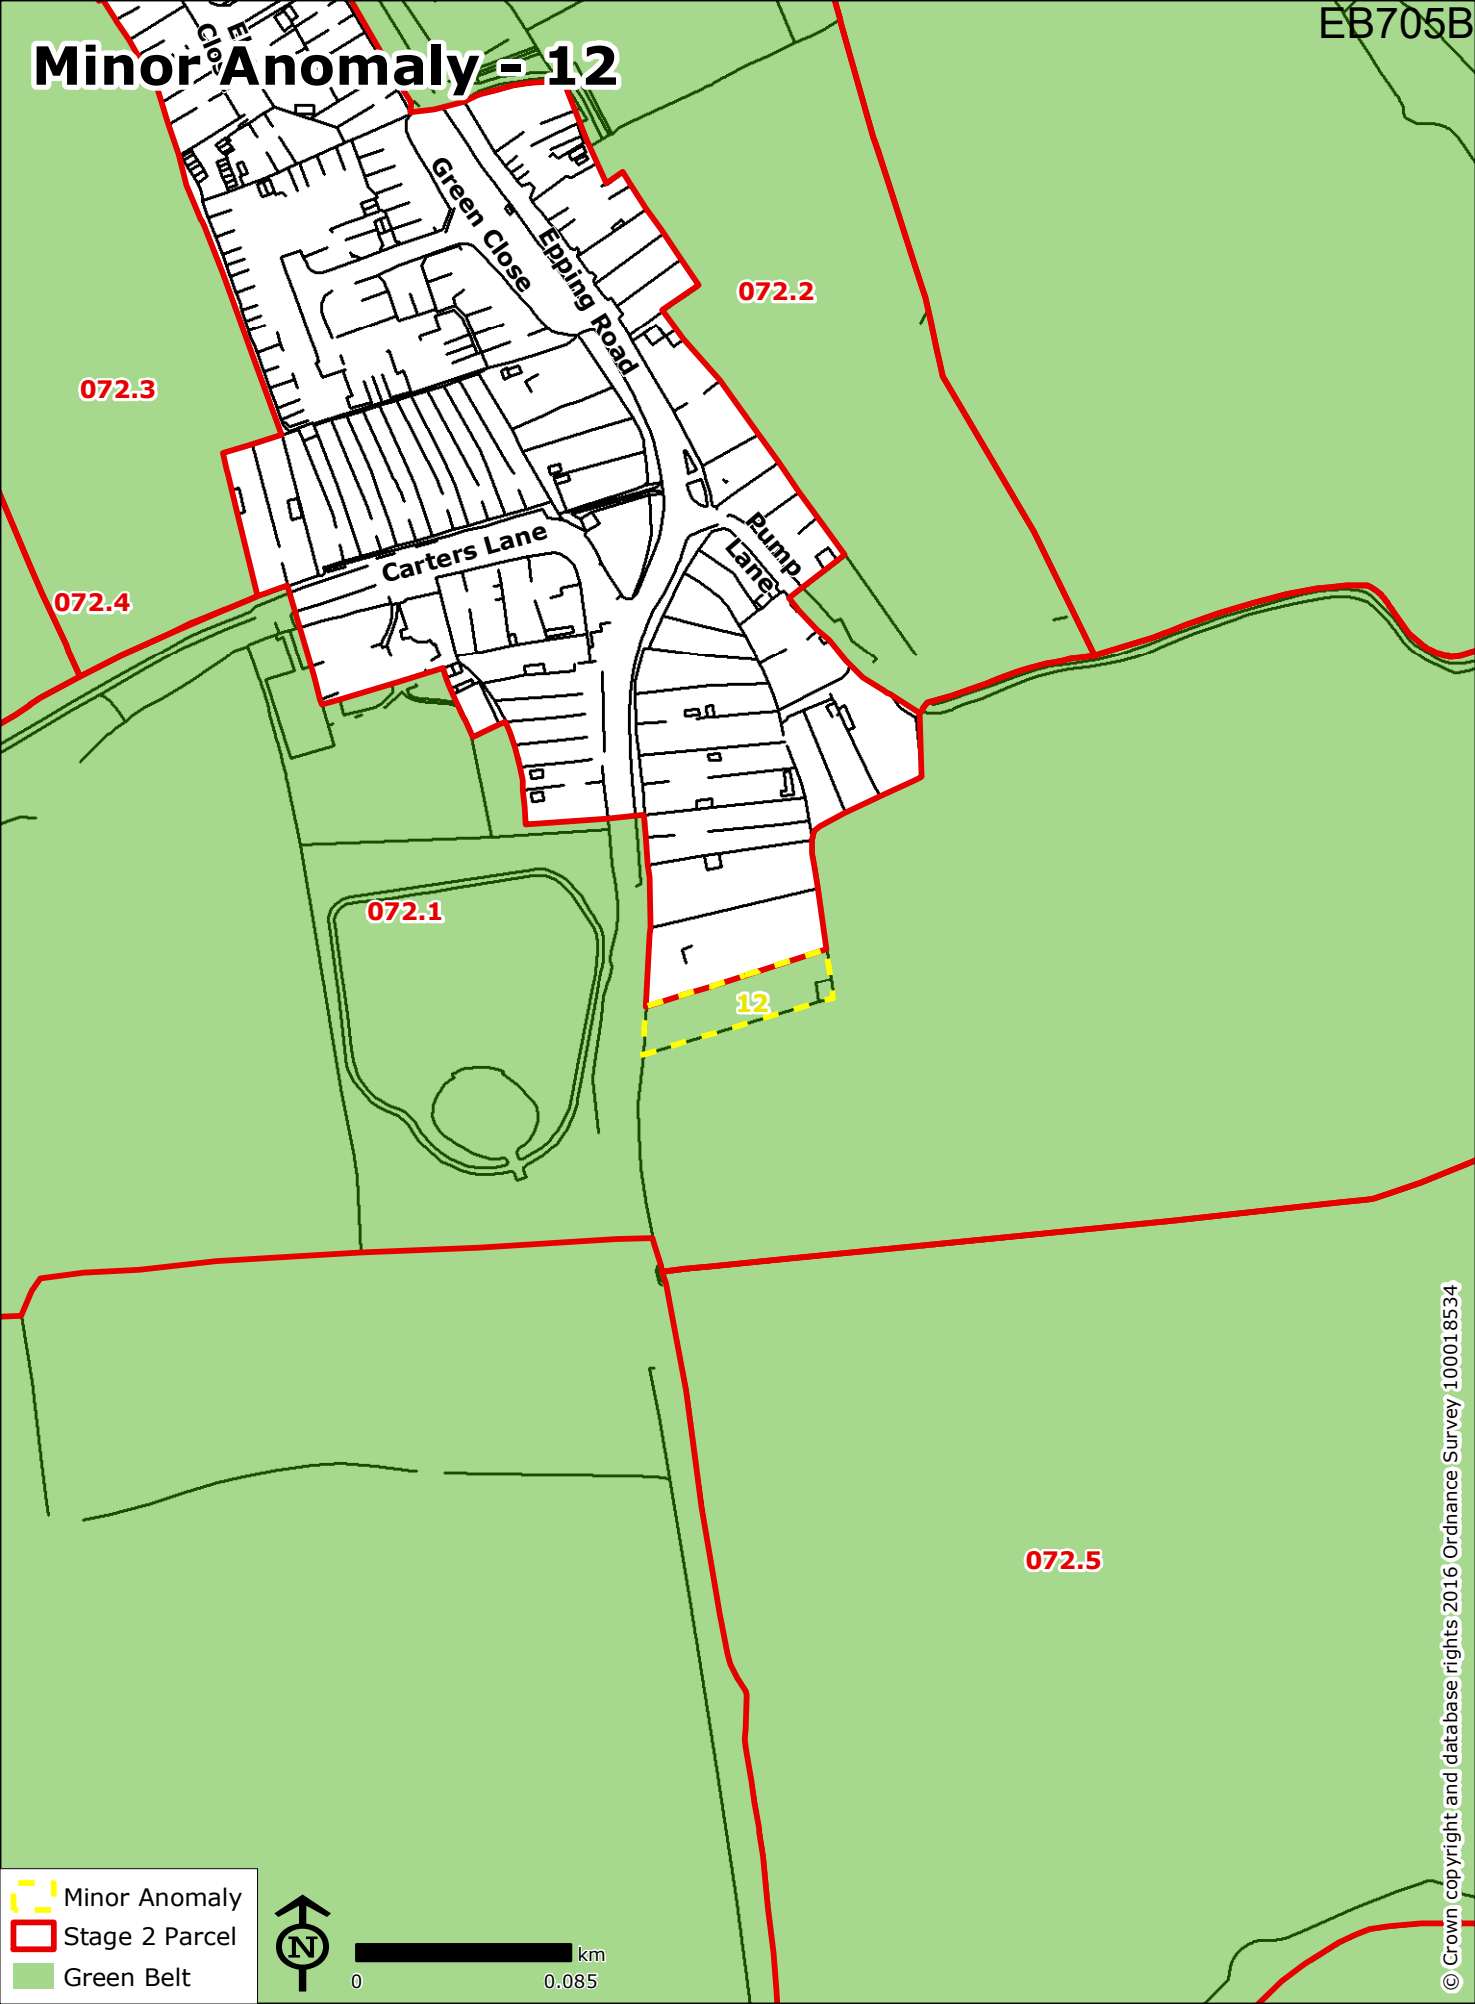 EB705B
Minor Anomaly - 12
Close
Green Close
Epping Road
072.2
072.3
Pump
Lane
Carters Lane
072.4
072.1
12
072.5
© Crown copyright and database rights 2016 Ordnance Survey 100018534
Minor Anomaly
Stage 2 Parcel
Green Belt
N
km
0
0.085